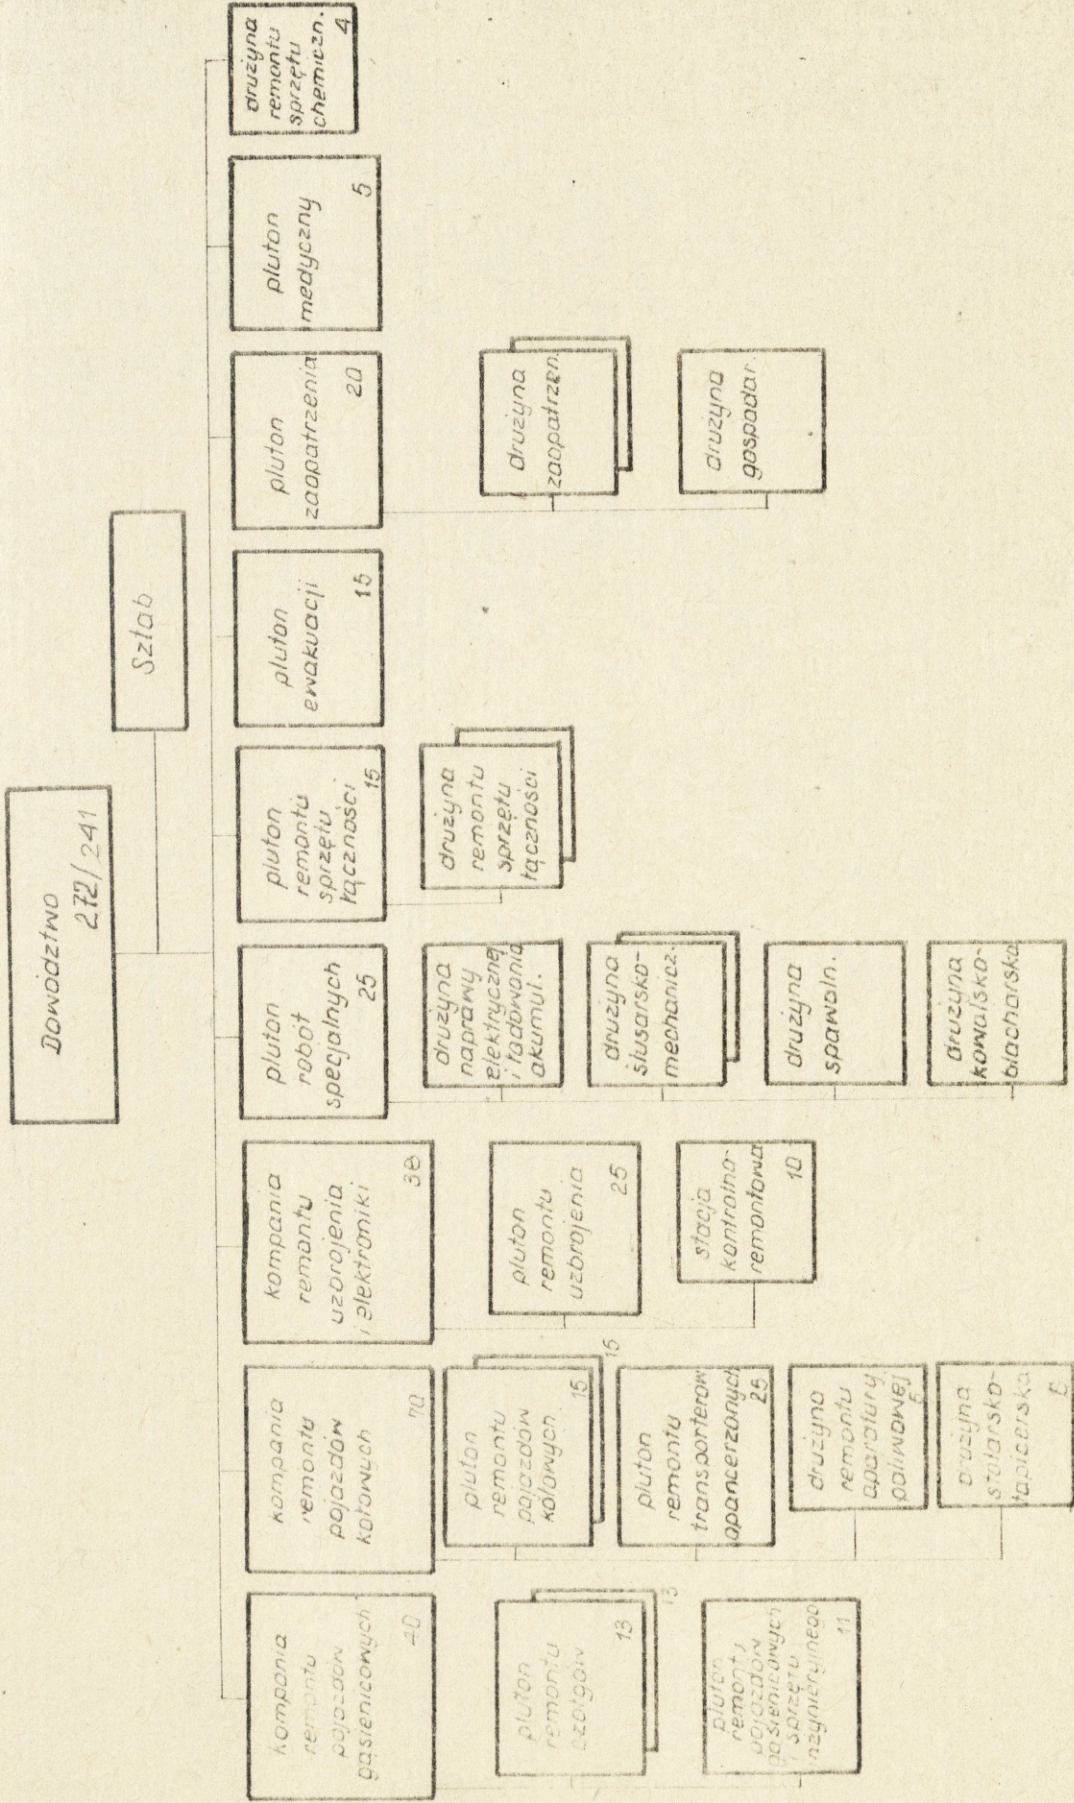 Dowództwo
272/241
Sztab
kompania
remontu
pojazdów
gąsienicowych
40
kompania
remontu
pojazdów
kołowych
70
kompania
remontu
uzbrojenia
i elektroniki
38
pluton
robót
specjalnych
25
pluton
remontu
sprzętu
łączności
15
pluton
ewakuacji
15
pluton
zaopatrzenia
20
pluton
medyczny
5
drużyna
remontu
sprzętu
chemiczn.
4
pluton
remontu
czołgów
13
13
pluton
remontu
pojazdów
gąsienicowych
i sprzętu
inżynieryjnego
11
pluton
remontu
pojazdów
kołowych
15
15
pluton
remontu
transporterów
opancerzonych
25
drużyna
remontu
aparatury
paliwowej
drużyna
stolarsko-
tapicerska
pluton
remontu
uzbrojenia
25
stacja
kontrolno-
remontowa
10
drużyna
naprawy
elektrycznej
i ładowania
akumul.
drużyna
ślusarsko-
mechanicz.
drużyna
spawaln.
drużyna
kowalsko-
blacharska
drużyna
remontu
sprzętu
łączności
drużyna
zaopatrzen.
drużyna
gospodar.